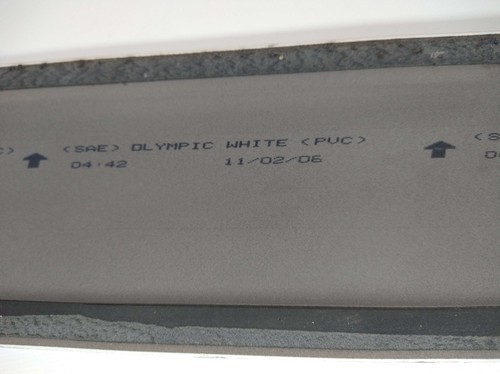 (SAE) OLYMPIC WHITE (PVC)
04:42 11/02/06